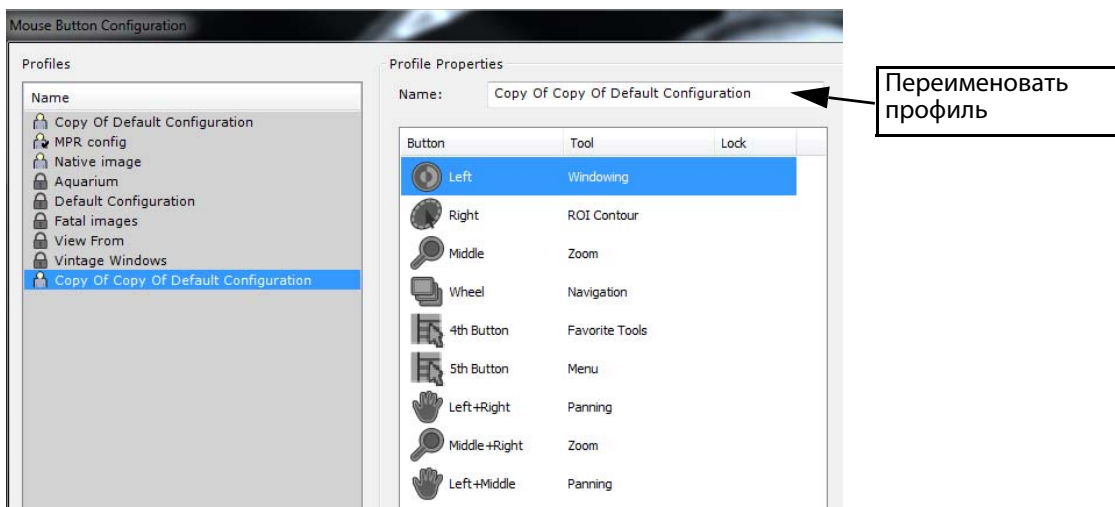 Mouse Button Configuration
Profiles
Name
Copy Of Default Configuration
MPR config
Native image
Aquarium
Default Configuration
Fatal images
View From
Vintage Windows
Copy Of Copy Of Default Configuration
Profile Properties
Name: Copy Of Copy Of Default Configuration
Button Tool Lock
Left Windowing
Right ROI Contour
Middle Zoom
Wheel Navigation
4th Button Favorite Tools
5th Button Menu
Left+Right Panning
Middle+Right Zoom
Left+Middle Panning
Переименовать
профиль